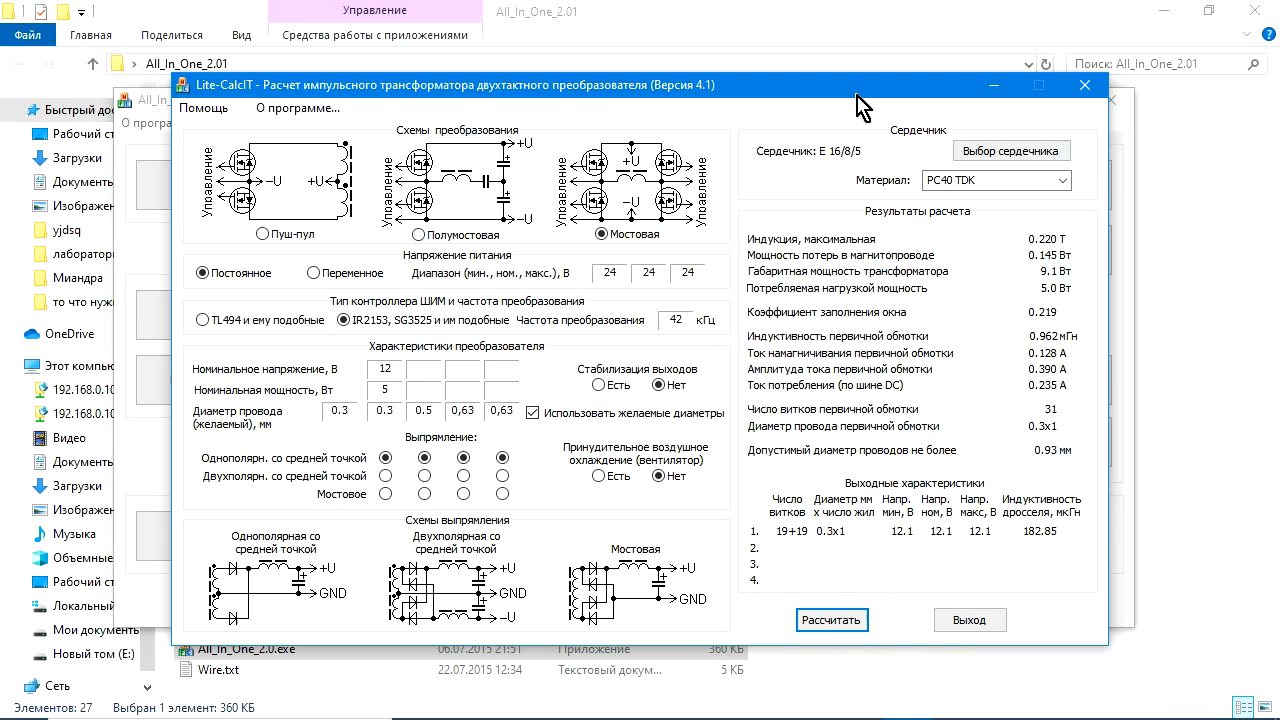 Управление
All_In_One_2.01
Файл
Главная
Поделиться
Вид
Средства работы с приложениями
All_In_One_2.01
Поиск: All_In_One_2.01
Быстрый дос
Рабочий ст
Загрузки
Документь
Изображен
yjdsq
лаборатор
Миандра
то что нужн
OneDrive
Этот компью
192.168.0.10
192.168.0.10
Видео
Документь
Загрузки
Изображен
Музыка
Объемные
Рабочий ст
Локальный
Мои документь
Новый том (E:)
Сеть
All_In
О програ
Lite-CalcIT - Расчет импульсного трансформатора двухтактного преобразователя (Версия 4.1)
Помощь
О программе...
Схемы преобразования
Управление
-U
+U
Управление
+U
-U
Управление
+U
-U
Управление
Пуш-пул
Полумостовая
Мостовая
Напряжение питания
Постоянное
Переменное
Диапазон (мин., ном., макс.), В
24
24
24
Тип контроллера ШИМ и частота преобразования
TL494 и ему подобные
IR2153, SG3525 и им подобные
Частота преобразования
42
кГц
Характеристики преобразователя
Номинальное напряжение, В
12
Номинальная мощность, Вт
5
Диаметр провода
(желаемый), мм
0.3
0.3
0.5
0,63
0,63
Стабилизация выходов
Есть
Нет
Использовать желаемые диаметры
Выпрямление:
Однополярн. со средней точкой
Двухполярн. со средней точкой
Мостовое
Принудительное воздушное
охлаждение (вентилятор)
Есть
Нет
Схемы выпрямления
Однополярная со
средней точкой
Двухполярная со
средней точкой
Мостовая
+U
GND
+U
GND
-U
+U
GND
Сердечник
Сердечник: E 16/8/5
Выбор сердечника
Материал:
PC40 TDK
Результаты расчета
Индукция, максимальная 0.220 Т
Мощность потерь в магнитопроводе 0.145 Вт
Габаритная мощность трансформатора 9.1 Вт
Потребляемая нагрузкой мощность 5.0 Вт
Коэффициент заполнения окна 0.219
Индуктивность первичной обмотки 0.962 мГн
Ток намагничивания первичной обмотки 0.128 А
Амплитуда тока первичной обмотки 0.390 А
Ток потребления (по шине DC) 0.235 А
Число витков первичной обмотки 31
Диаметр провода первичной обмотки 0.3x1
Допустимый диаметр проводов не более 0.93 мм
Выходные характеристики
Число Диаметр мм Напр. Напр. Напр. Индуктивность
витков x число жил мин, В ном, В макс, В дросселя, мкГн
1. 19+19 0.3x1 12.1 12.1 12.1 182.85
2.
3.
4.
Рассчитать
Выход
All_In_One_2.0.exe 06.07.2015 21:51 Приложение 360 КБ
Wire.txt 22.07.2015 12:34 Текстовый докум... 5 КБ
Элементов: 27
Выбран 1 элемент: 360 КБ